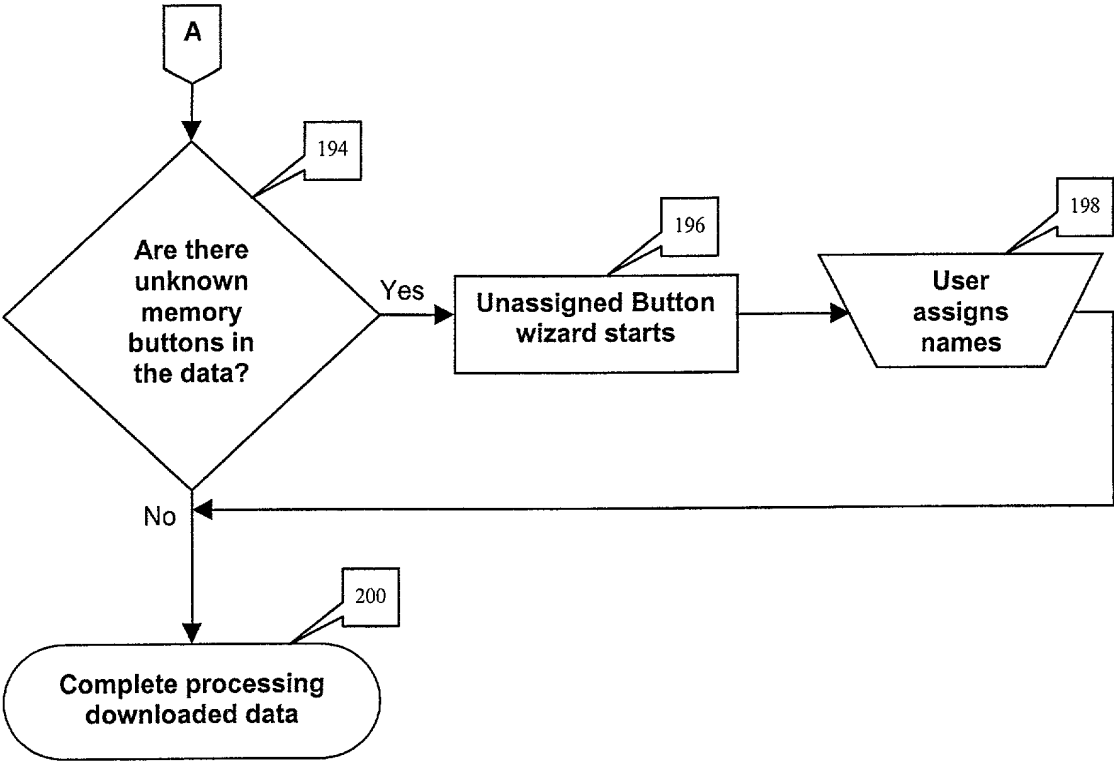 A
194
Are there
unknown
memory
buttons in
the data?
Yes
196
Unassigned Button
wizard starts
198
User
assigns
names
No
200
Complete processing
downloaded data